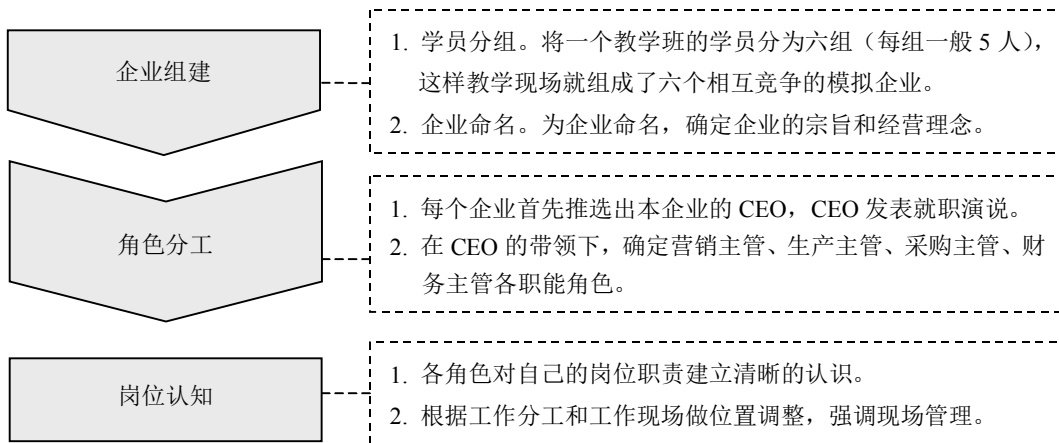 企业组建
1. 学员分组。将一个教学班的学员分为六组（每组一般 5 人），
这样教学现场就组成了六个相互竞争的模拟企业。
2. 企业命名。为企业命名，确定企业的宗旨和经营理念。
角色分工
1. 每个企业首先推选出本企业的 CEO，CEO 发表就职演说。
2. 在 CEO 的带领下，确定营销主管、生产主管、采购主管、财
务主管各职能角色。
岗位认知
1. 各角色对自己的岗位职责建立清晰的认识。
2. 根据工作分工和工作现场做位置调整，强调现场管理。